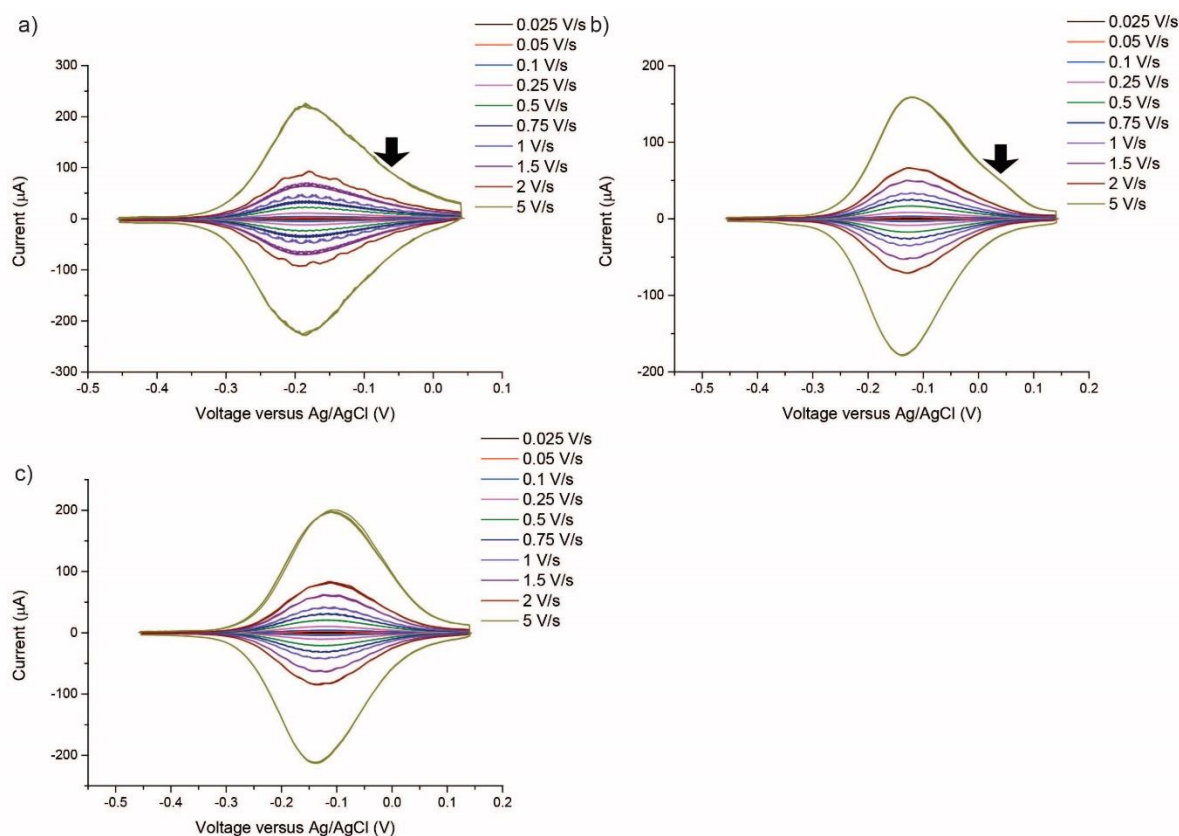 a)
0.025 V/s
0.05 V/s
0.1 V/s
0.25 V/s
0.5 V/s
0.75 V/s
1 V/s
1.5 V/s
2 V/s
5 V/s
300
200
100
0
-100
-200
-300
Current (µA)
-0.5 -0.4 -0.3 -0.2 -0.1 0.0 0.1
Voltage versus Ag/AgCl (V)
b)
0.025 V/s
0.05 V/s
0.1 V/s
0.25 V/s
0.5 V/s
0.75 V/s
1 V/s
1.5 V/s
2 V/s
5 V/s
200
100
0
-100
-200
Current (µA)
-0.5 -0.4 -0.3 -0.2 -0.1 0.0 0.1 0.2
Voltage versus Ag/AgCl (V)
c)
0.025 V/s
0.05 V/s
0.1 V/s
0.25 V/s
0.5 V/s
0.75 V/s
1 V/s
1.5 V/s
2 V/s
5 V/s
200
100
0
-100
-200
Current (µA)
-0.5 -0.4 -0.3 -0.2 -0.1 0.0 0.1 0.2
Voltage versus Ag/AgCl (V)